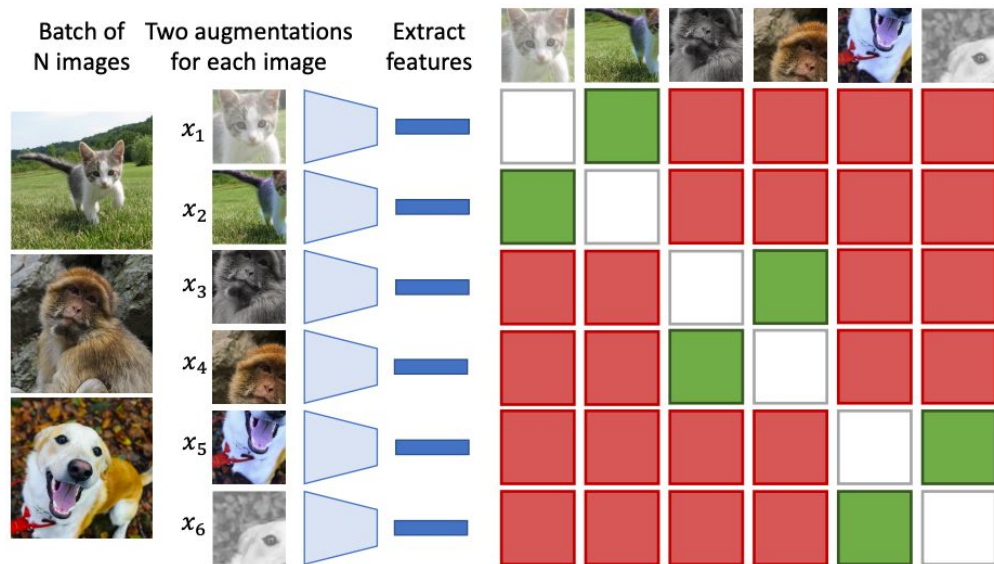 Batch of
N images
Two augmentations
for each image
Extract
features
x₁
x₂
x₃
x₄
x₅
x₆